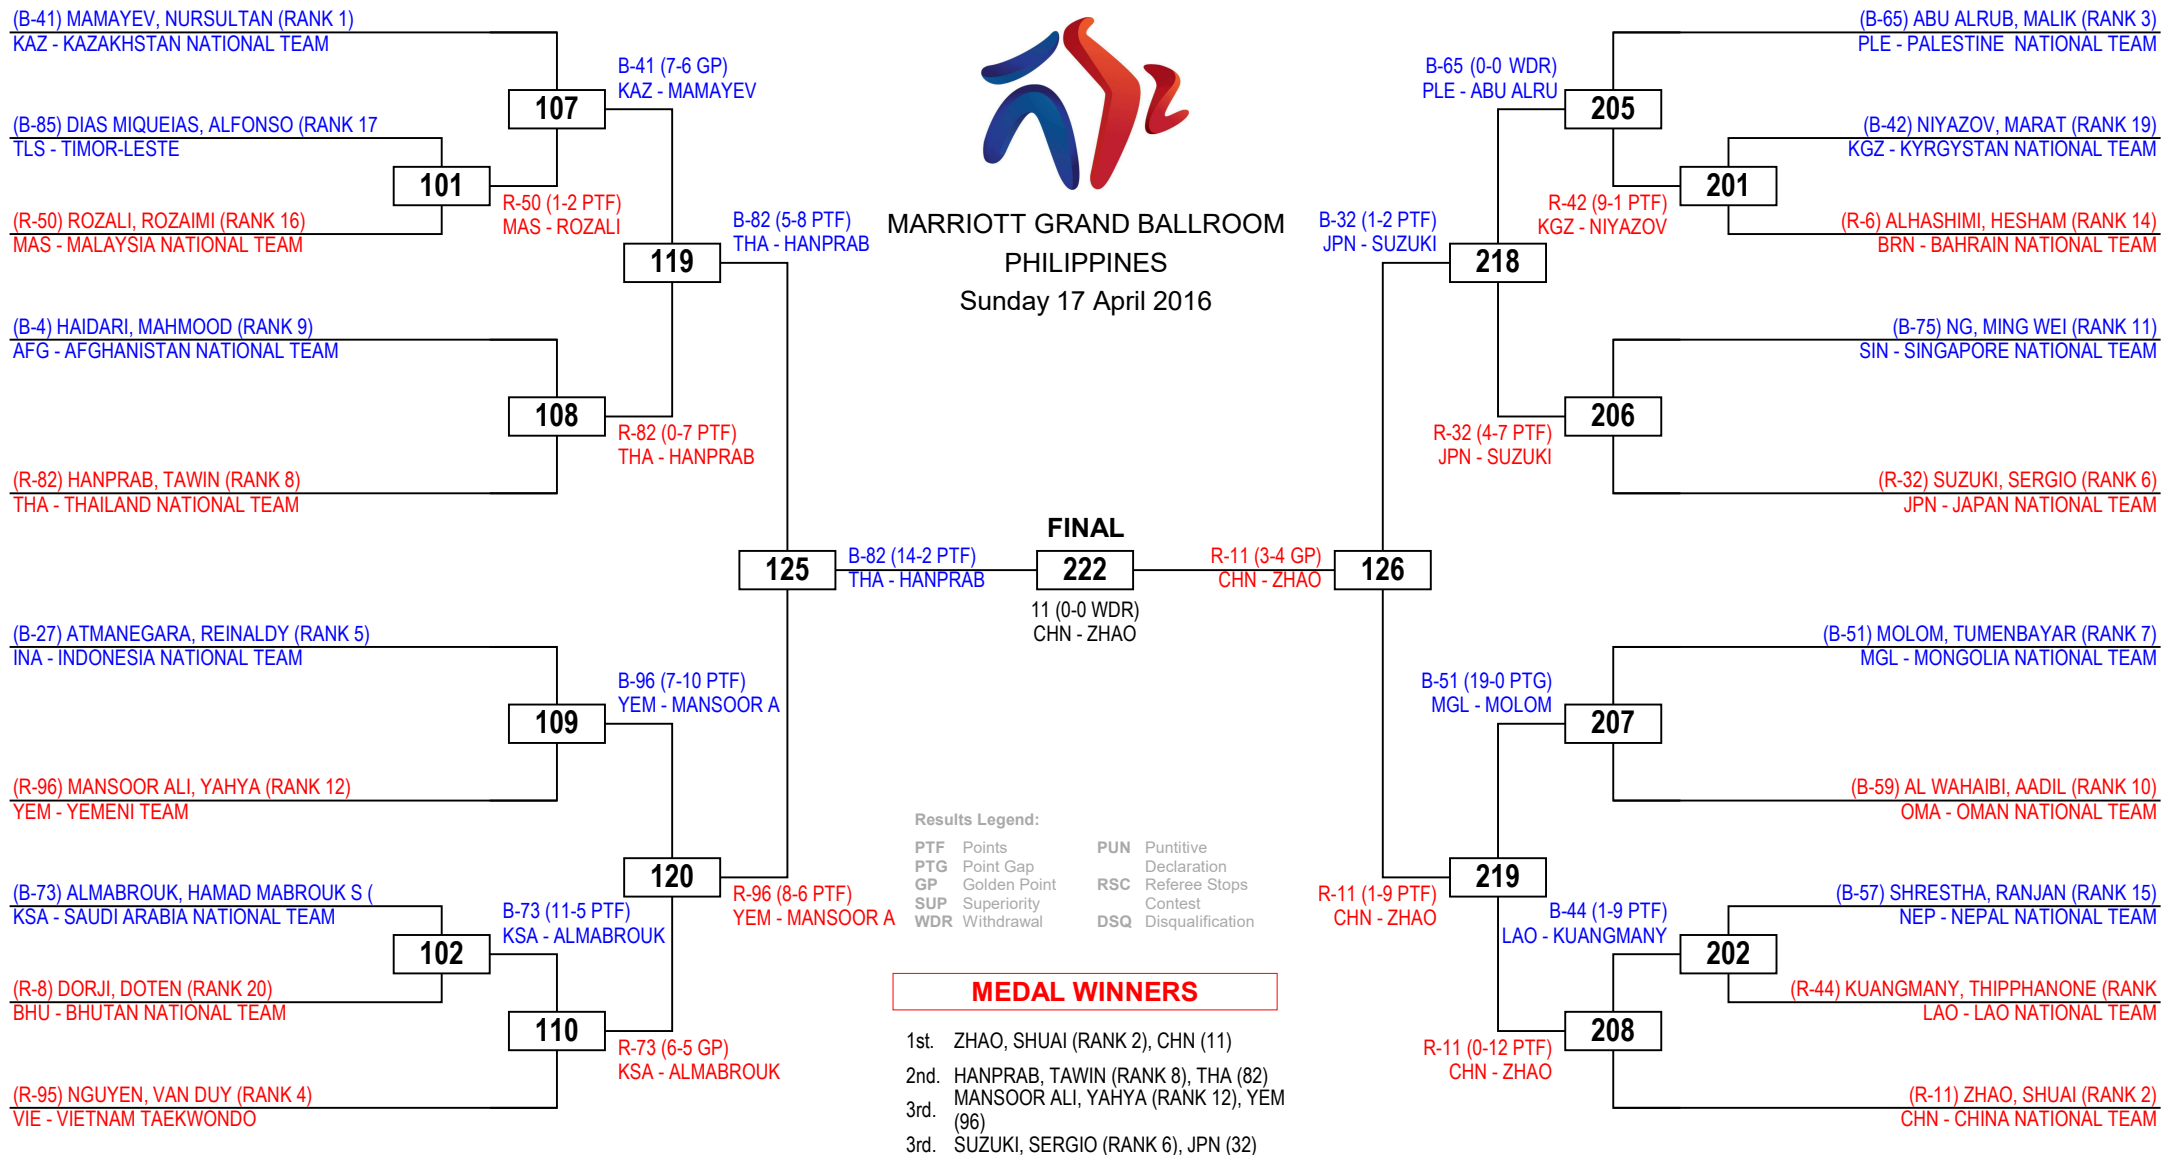 (B-41) MAMAYEV, NURSULTAN (RANK 1)
KAZ - KAZAKHSTAN NATIONAL TEAM
B-41 (7-6 GP)
KAZ - MAMAYEV
107
(B-85) DIAS MIQUEIAS, ALFONSO (RANK 17
TLS - TIMOR-LESTE
101
R-50 (1-2 PTF)
MAS - ROZALI
(R-50) ROZALI, ROZAIMI (RANK 16)
MAS - MALAYSIA NATIONAL TEAM
B-82 (5-8 PTF)
THA - HANPRAB
119
(B-4) HAIDARI, MAHMOOD (RANK 9)
AFG - AFGHANISTAN NATIONAL TEAM
108
R-82 (0-7 PTF)
THA - HANPRAB
(R-82) HANPRAB, TAWIN (RANK 8)
THA - THAILAND NATIONAL TEAM
125
B-82 (14-2 PTF)
THA - HANPRAB
(B-27) ATMANEGARA, REINALDY (RANK 5)
INA - INDONESIA NATIONAL TEAM
B-96 (7-10 PTF)
YEM - MANSOOR A
109
(R-96) MANSOOR ALI, YAHYA (RANK 12)
YEM - YEMENI TEAM
120
R-96 (8-6 PTF)
YEM - MANSOOR A
(B-73) ALMABROUK, HAMAD MABROUK S (
KSA - SAUDI ARABIA NATIONAL TEAM
B-73 (11-5 PTF)
KSA - ALMABROUK
102
(R-8) DORJI, DOTEN (RANK 20)
BHU - BHUTAN NATIONAL TEAM
110
R-73 (6-5 GP)
KSA - ALMABROUK
(R-95) NGUYEN, VAN DUY (RANK 4)
VIE - VIETNAM TAEKWONDO
MARRIOTT GRAND BALLROOM
PHILIPPINES
Sunday 17 April 2016
FINAL
222
11 (0-0 WDR)
CHN - ZHAO
Results Legend:
PTF Points
PTG Point Gap
GP Golden Point
SUP Superiority
WDR Withdrawal
PUN Puntitive
Declaration
RSC Referee Stops
Contest
DSQ Disqualification
MEDAL WINNERS
1st. ZHAO, SHUAI (RANK 2), CHN (11)
2nd. HANPRAB, TAWIN (RANK 8), THA (82)
3rd. MANSOOR ALI, YAHYA (RANK 12), YEM
(96)
3rd. SUZUKI, SERGIO (RANK 6), JPN (32)
(B-65) ABU ALRUB, MALIK (RANK 3)
PLE - PALESTINE  NATIONAL TEAM
B-65 (0-0 WDR)
PLE - ABU ALRU
205
(B-42) NIYAZOV, MARAT (RANK 19)
KGZ - KYRGYSTAN NATIONAL TEAM
201
R-42 (9-1 PTF)
KGZ - NIYAZOV
(R-6) ALHASHIMI, HESHAM (RANK 14)
BRN - BAHRAIN NATIONAL TEAM
B-32 (1-2 PTF)
JPN - SUZUKI
218
(B-75) NG, MING WEI (RANK 11)
SIN - SINGAPORE NATIONAL TEAM
206
R-32 (4-7 PTF)
JPN - SUZUKI
(R-32) SUZUKI, SERGIO (RANK 6)
JPN - JAPAN NATIONAL TEAM
R-11 (3-4 GP)
CHN - ZHAO
126
(B-51) MOLOM, TUMENBAYAR (RANK 7)
MGL - MONGOLIA NATIONAL TEAM
B-51 (19-0 PTG)
MGL - MOLOM
207
(B-59) AL WAHAIBI, AADIL (RANK 10)
OMA - OMAN NATIONAL TEAM
219
R-11 (1-9 PTF)
CHN - ZHAO
(B-57) SHRESTHA, RANJAN (RANK 15)
NEP - NEPAL NATIONAL TEAM
B-44 (1-9 PTF)
LAO - KUANGMANY
202
(R-44) KUANGMANY, THIPPHANONE (RANK
LAO - LAO NATIONAL TEAM
208
R-11 (0-12 PTF)
CHN - ZHAO
(R-11) ZHAO, SHUAI (RANK 2)
CHN - CHINA NATIONAL TEAM